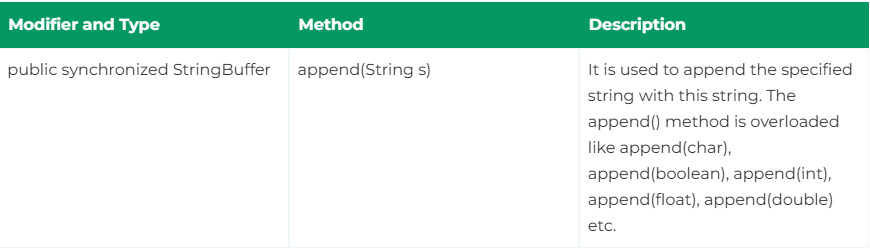 Modifier and Type Method Description
public synchronized StringBuffer append(String s) It is used to append the specified
string with this string. The
append() method is overloaded
like append(char),
append(boolean), append(int),
append(float), append(double)
etc.